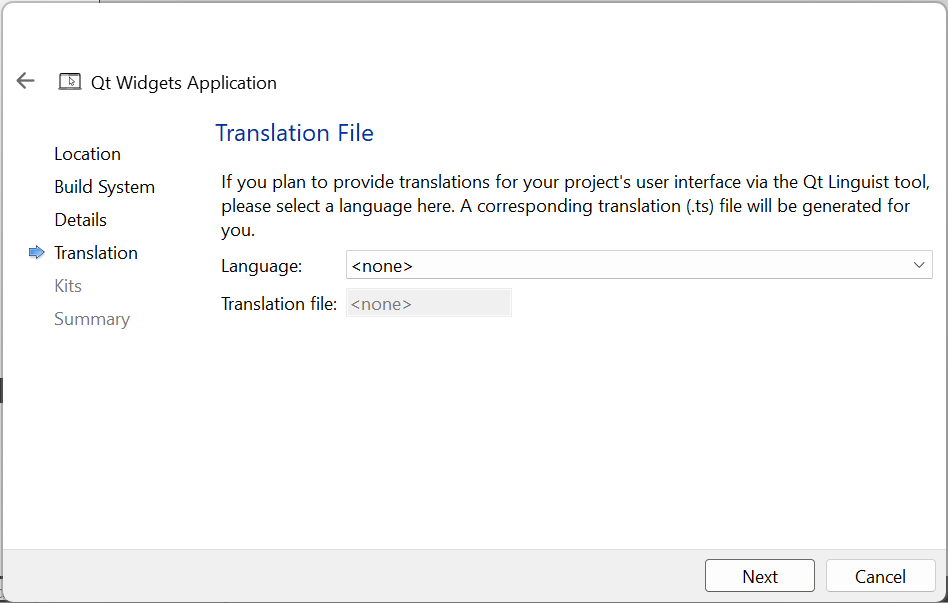 Qt Widgets Application
Location
Build System
Details
Translation
Kits
Summary
Translation File
If you plan to provide translations for your project's user interface via the Qt Linguist tool,
please select a language here. A corresponding translation (.ts) file will be generated for
you.
Language: <none>
Translation file: <none>
Next Cancel